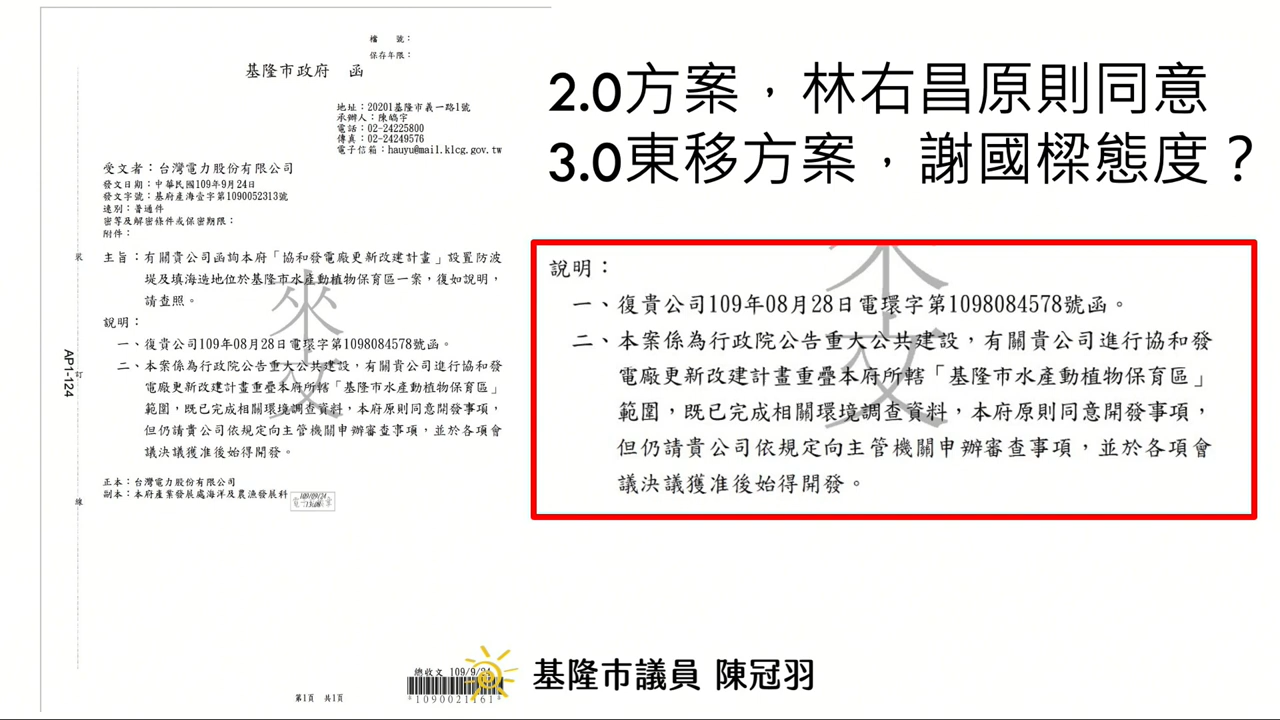 檔　號：
保存年限：
基隆市政府　函
地址：20201基隆市義一路1號
承辦人：陳皜宇
電話：02-24225800
傳真：02-24249576
電子信箱：hauyu@mail.klcg.gov.tw
受文者：台灣電力股份有限公司
發文日期：中華民國109年9月24日
發文字號：基府產海壹字第1090052313號
速別：普通件
密等及解密條件或保密期限：
附件：
主旨：有關貴公司函詢本府「協和發電廠更新改建計畫」設置防波
堤及填海造地位於基隆市水產動植物保育區一案，復如說明，
請查照。
說明：
一、復貴公司109年08月28日電環字第1098084578號函。
二、本案係為行政院公告重大公共建設，有關貴公司進行協和發
電廠更新改建計畫重疊本府所轄「基隆市水產動植物保育區」
範圍，既已完成相關環境調查資料，本府原則同意開發事項，
但仍請貴公司依規定向主管機關申辦審查事項，並於各項會
議決議獲准後始得開發。
正本：台灣電力股份有限公司
副本：本府產業發展處海洋及農漁發展科
109/09/24
來文
裝
訂
線
AP1-124
總收文 109/9/24
*1090021161*
第1頁　共1頁
2.0方案，林右昌原則同意
3.0東移方案，謝國樑態度？
說明：
一、復貴公司109年08月28日電環字第1098084578號函。
二、本案係為行政院公告重大公共建設，有關貴公司進行協和發
電廠更新改建計畫重疊本府所轄「基隆市水產動植物保育區」
範圍，既已完成相關環境調查資料，本府原則同意開發事項，
但仍請貴公司依規定向主管機關申辦審查事項，並於各項會
議決議獲准後始得開發。
來文
基隆市議員 陳冠羽